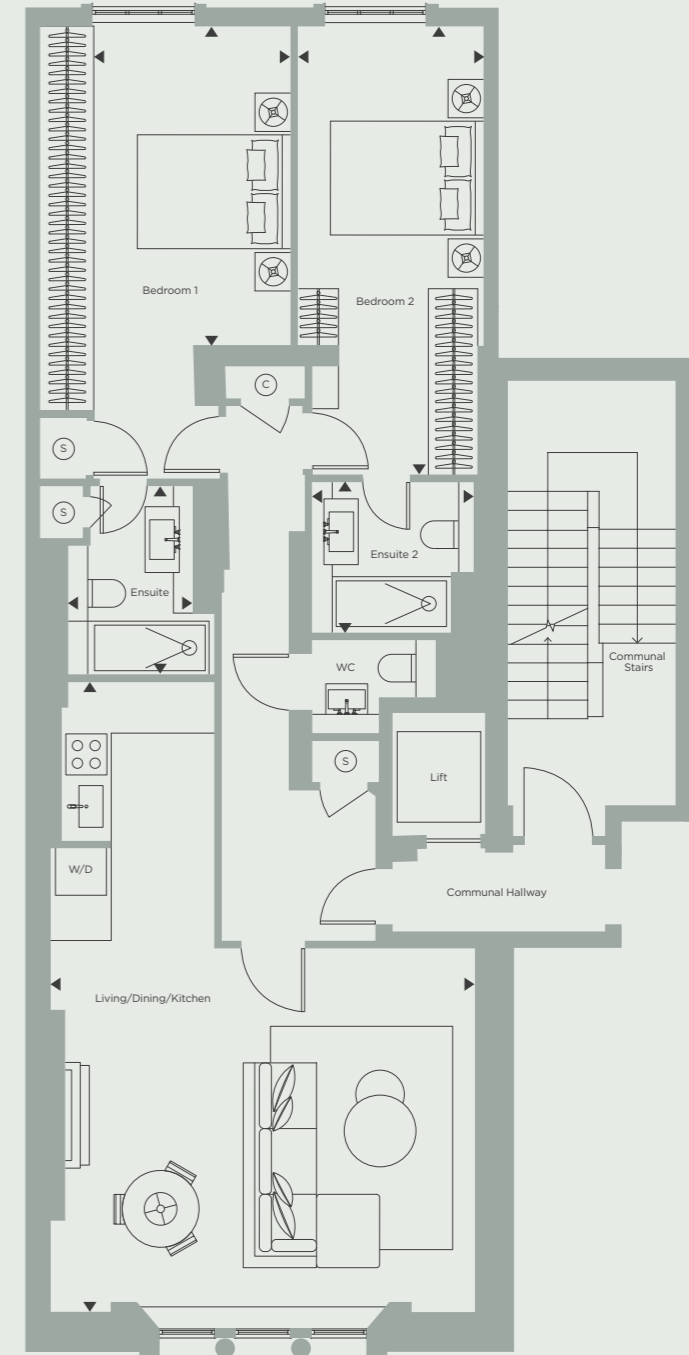 Bedroom 1
Bedroom 2
C
S
S
Ensuite
Ensuite 2
Communal
Stairs
WC
S
Lift
W/D
Communal Hallway
Living/Dining/Kitchen